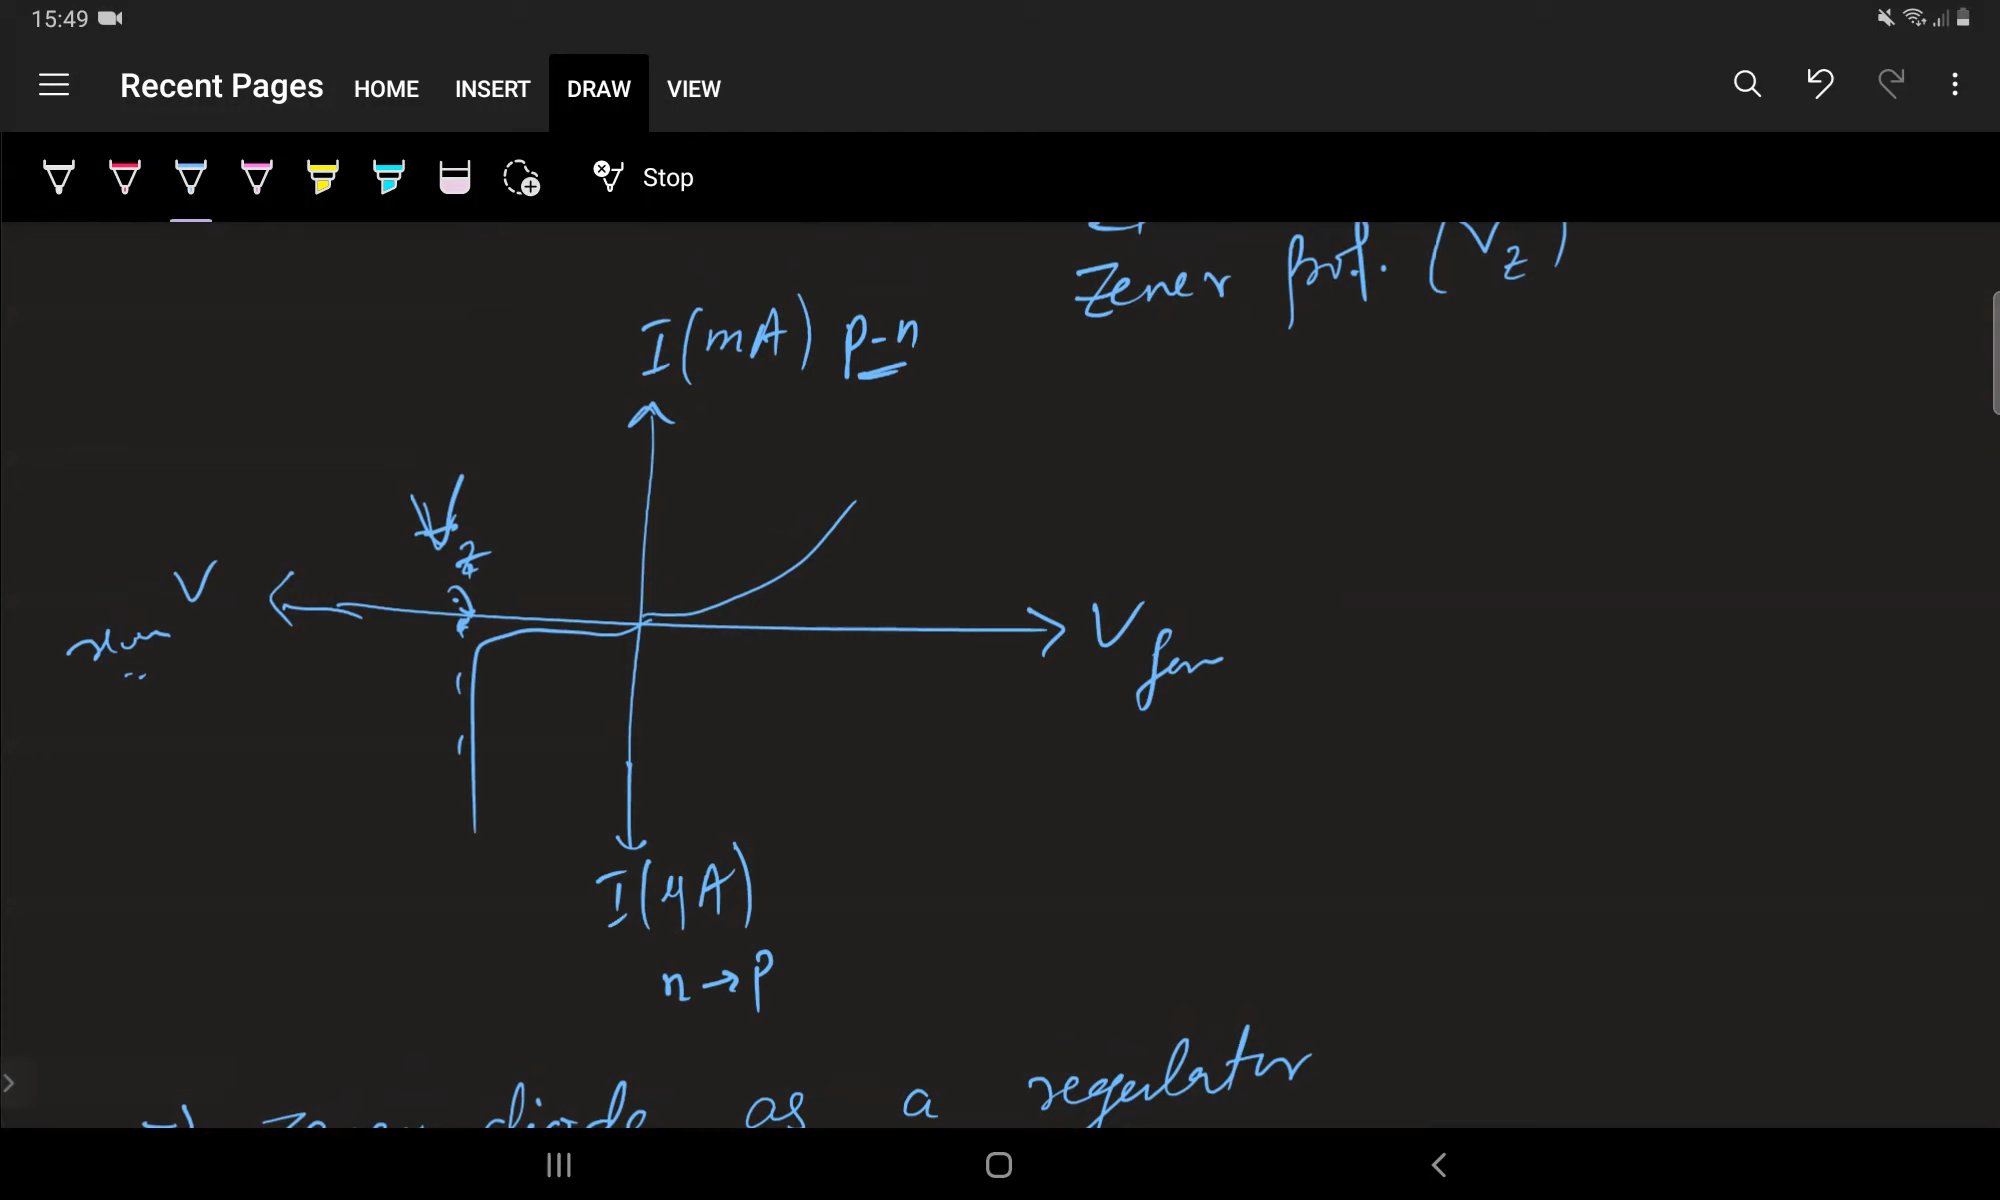 15:49
Recent Pages HOME INSERT DRAW VIEW
Stop
Zener pot. (Vz)
I(mA) p-n
Vz
V
V for
I(μA)
n→p
zener diode as a regulator